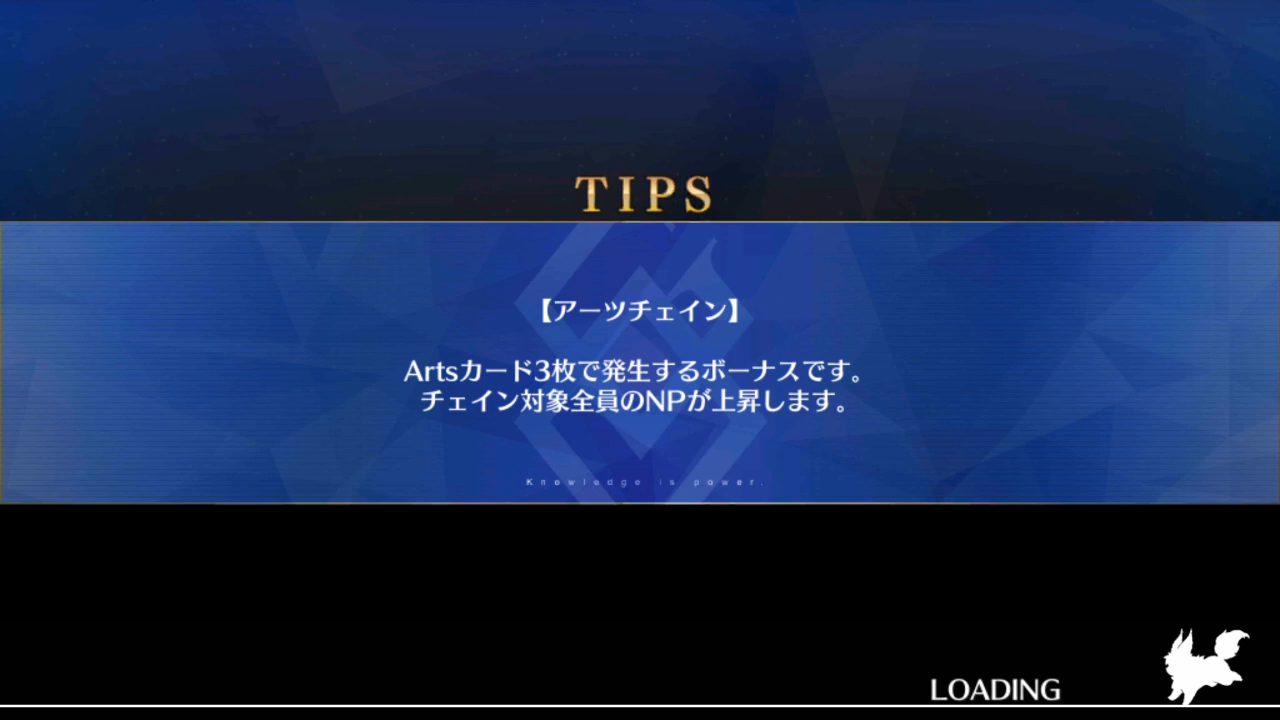 TIPS
【アーツチェイン】
Artsカード3枚で発生するボーナスです。
チェイン対象全員のNPが上昇します。
Knowledge is power.
LOADING